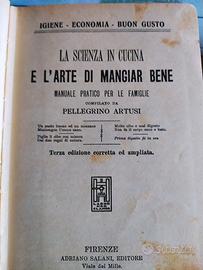 IGIENE - ECONOMIA - BUON GUSTO
LA SCIENZA IN CUCINA
E L'ARTE DI MANGIAR BENE
MANUALE PRATICO PER LE FAMIGLIE
COMPILATO DA
PELLEGRINO ARTUSI
Terza edizione corretta ed ampliata.
FIRENZE
ADRIANO SALANI, EDITORE
Viale dei Mille.